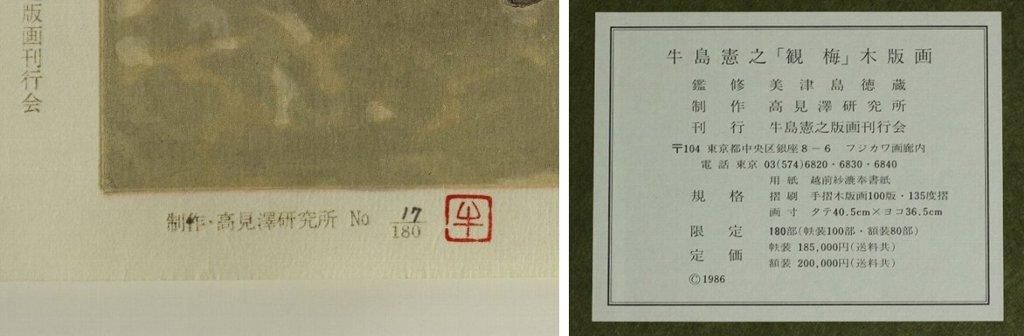 版画刊行会
制作・高見澤研究所 No 17/180
牛
牛島憲之「観 梅」木版画
鑑 修 美津島徳蔵
制 作 高見澤研究所
刊 行 牛島憲之版画刊行会
〒104 東京都中央区銀座8－6 フジカワ画廊内
電話 東京 03(574)6820・6830・6840
規 格 用 紙 越前紗漉奉書紙
摺 刷 手摺木版画100版・135度摺
画 寸 タテ40.5cm×ヨコ36.5cm
限 定 180部(軼装100部・額装80部)
定 価 軼装 185,000円(送料共)
額装 200,000円(送料共)
©1986